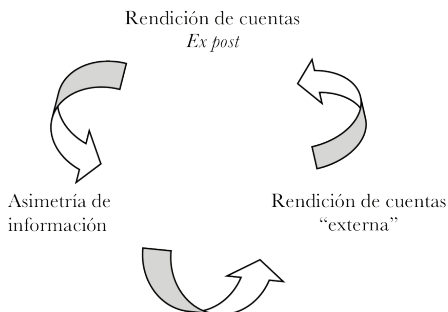 Rendición de cuentas
Ex post
Asimetría de
información
Rendición de cuentas
“externa”